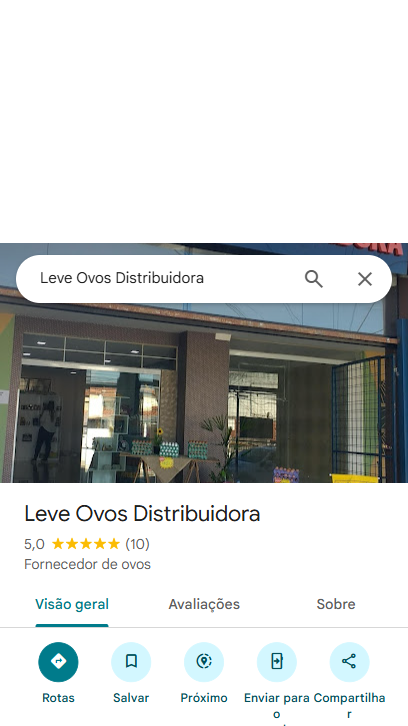 Leve Ovos Distribuidora
Leve Ovos Distribuidora
5,0 (10)
Fornecedor de ovos
Visão geral
Avaliações
Sobre
Rotas
Salvar
Próximo
Enviar para
o
Compartilha
r